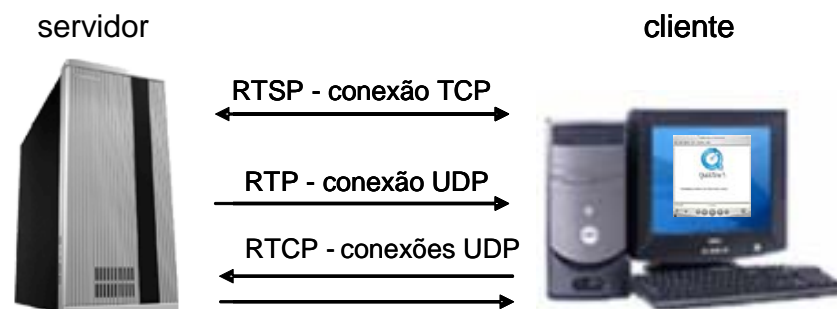 servidor
cliente
RTSP - conexão TCP
RTP - conexão UDP
RTCP - conexões UDP